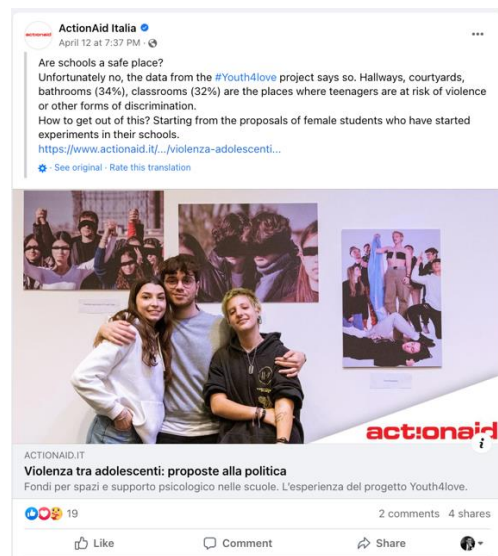 ActionAid Italia
actionaid
April 12 at 7:37 PM ·
Are schools a safe place?
Unfortunately no, the data from the #Youth4love project says so. Hallways, courtyards,
bathrooms (34%), classrooms (32%) are the places where teenagers are at risk of violence
or other forms of discrimination.
How to get out of this? Starting from the proposals of female students who have started
experiments in their schools.
https://www.actionaid.it/.../violenza-adolescenti...
· See original · Rate this translation
act:onaid
i
ACTIONAID.IT
Violenza tra adolescenti: proposte alla politica
Fondi per spazi e supporto psicologico nelle scuole. L'esperienza del progetto Youth4love.
19
2 comments 4 shares
Like Comment Share